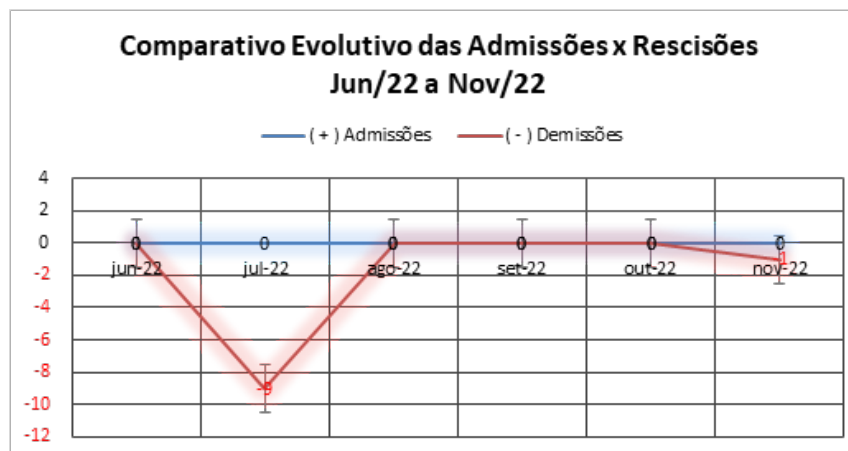 Comparativo Evolutivo das Admissões x Rescisões
Jun/22 a Nov/22
( + ) Admissões ( - ) Demissões
4
2
0 0 0 0 0 0 0
jun-22 jul-22 ago-22 set-22 out-22 nov-22
-1
-2
-4
-6
-8
-9
-10
-12